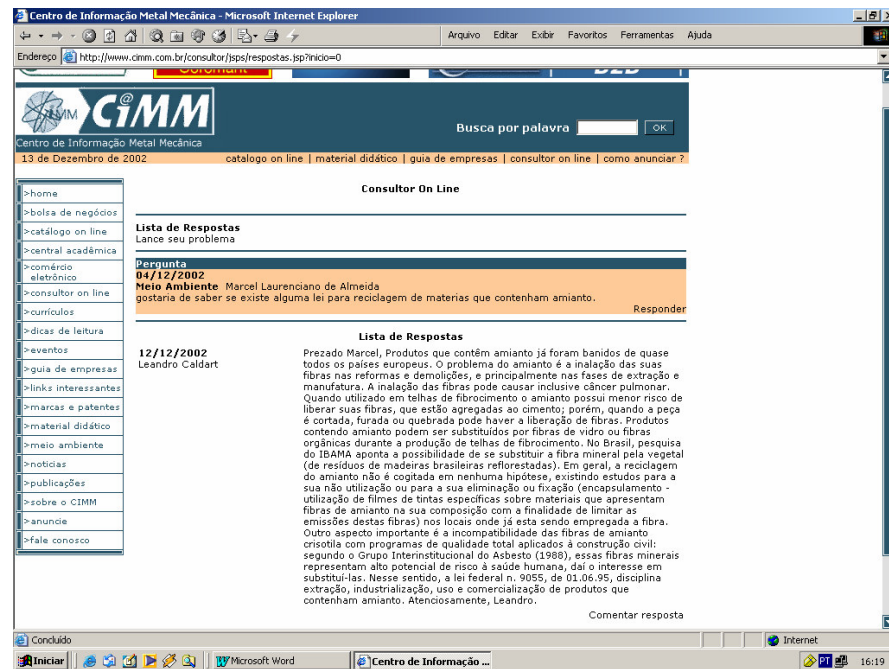 Centro de Informação Metal Mecânica - Microsoft Internet Explorer
Arquivo Editar Exibir Favoritos Ferramentas Ajuda
Endereço http://www.cimm.com.br/consultor/jsps/respostas.jsp?inicio=0
CiMM
Centro de Informação Metal Mecânica
Busca por palavra OK
13 de Dezembro de 2002 catalogo on line | material didático | guia de empresas | consultor on line | como anunciar ?
>home
>bolsa de negócios
>catálogo on line
>central acadêmica
>comércio
eletrônico
>consultor on line
>currículos
>dicas de leitura
>eventos
>guia de empresas
>links interessantes
>marcas e patentes
>material didático
>meio ambiente
>noticias
>publicações
>sobre o CIMM
>anuncie
>fale conosco
Consultor On Line
Lista de Respostas
Lance seu problema
Pergunta
04/12/2002
Meio Ambiente Marcel Laurenciano de Almeida
gostaria de saber se existe alguma lei para reciclagem de materias que contenham amianto.
Responder
Lista de Respostas
12/12/2002
Leandro Caldart
Prezado Marcel, Produtos que contêm amianto já foram banidos de quase
todos os países europeus. O problema do amianto é a inalação das suas
fibras nas reformas e demolições, e principalmente nas fases de extração e
manufatura. A inalação das fibras pode causar inclusive câncer pulmonar.
Quando utilizado em telhas de fibrocimento o amianto possui menor risco de
liberar suas fibras, que estão agregadas ao cimento; porém, quando a peça
é cortada, furada ou quebrada pode haver a liberação de fibras. Produtos
contendo amianto podem ser substituídos por fibras de vidro ou fibras
orgânicas durante a produção de telhas de fibrocimento. No Brasil, pesquisa
do IBAMA aponta a possibilidade de se substituir a fibra mineral pela vegetal
(de resíduos de madeiras brasileiras reflorestadas). Em geral, a reciclagem
do amianto não é cogitada em nenhuma hipótese, existindo estudos para a
sua não utilização ou para a sua eliminação ou fixação (encapsulamento -
utilização de filmes de tintas específicas sobre materiais que apresentam
fibras de amianto na sua composição com a finalidade de limitar as
emissões destas fibras) nos locais onde já esta sendo empregada a fibra.
Outro aspecto importante é a incompatibilidade das fibras de amianto
crisotila com programas de qualidade total aplicados à construção civil:
segundo o Grupo Interinstitucional do Asbesto (1988), essas fibras minerais
representam alto potencial de risco à saúde humana, daí o interesse em
substituí-las. Nesse sentido, a lei federal n. 9055, de 01.06.95, disciplina
extração, industrialização, uso e comercialização de produtos que
contenham amianto. Atenciosamente, Leandro.
Comentar resposta
Concluído Internet
Iniciar Microsoft Word Centro de Informação ... PT 16:19